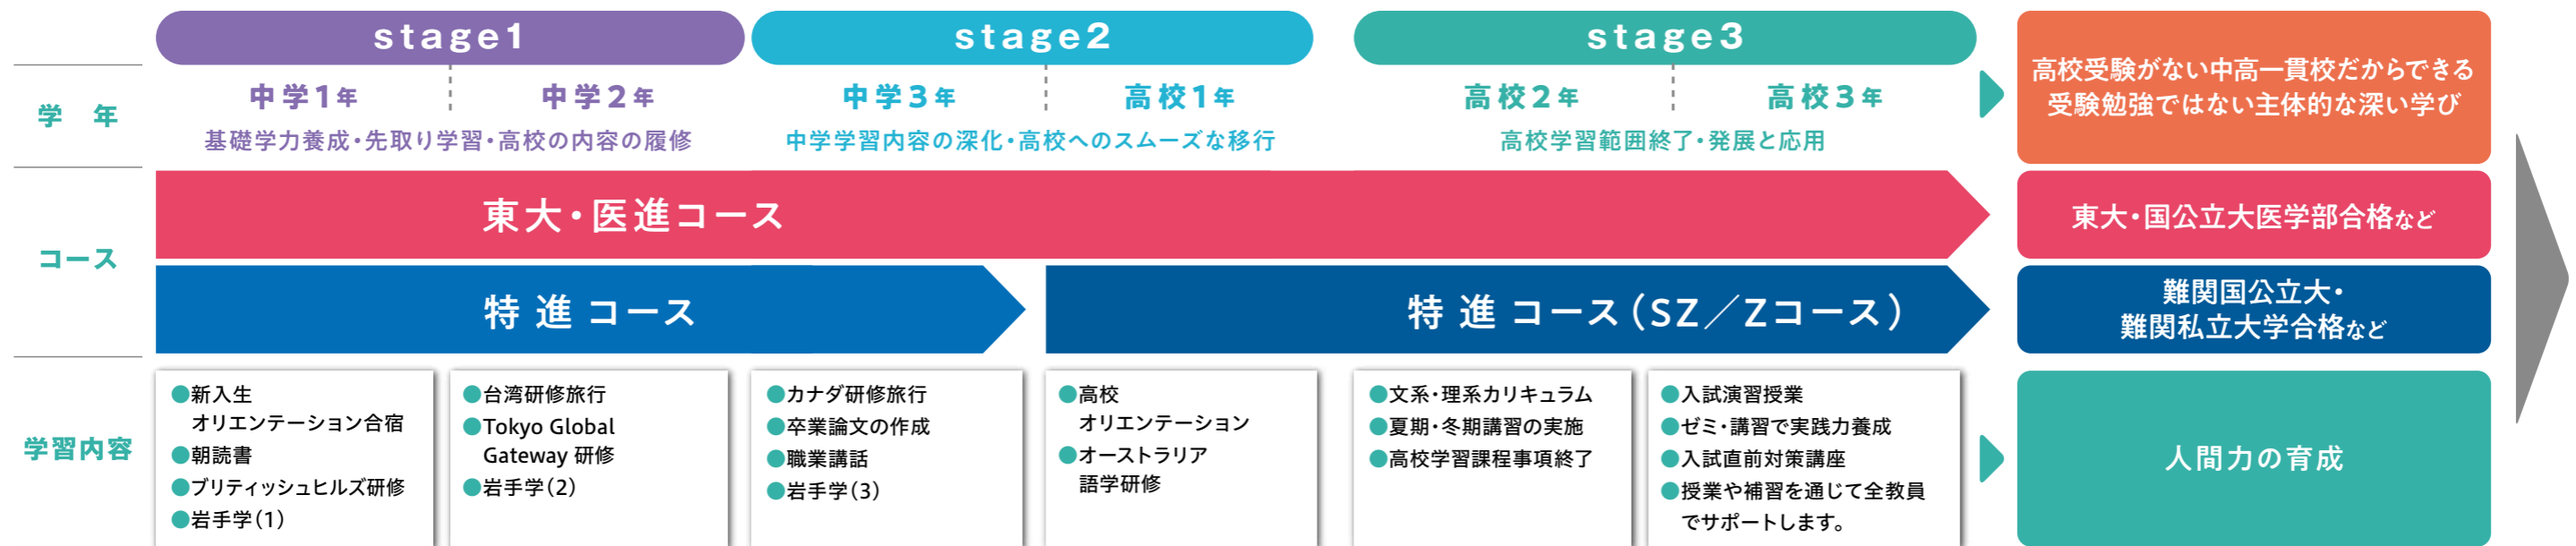 stage1
stage2
stage3
学　年
中学1年
中学2年
中学3年
高校1年
高校2年
高校3年
基礎学力養成・先取り学習・高校の内容の履修
中学学習内容の深化・高校へのスムーズな移行
高校学習範囲終了・発展と応用
高校受験がない中高一貫校だからできる
受験勉強ではない主体的な深い学び
コース
東大・医進コース
東大・国公立大医学部合格など
特進コース
特進コース（SZ／Zコース）
難関国公立大・
難関私立大学合格など
学習内容
●新入生
オリエンテーション合宿
●朝読書
●ブリティッシュヒルズ研修
●岩手学（1）
●台湾研修旅行
●Tokyo Global
Gateway 研修
●岩手学（2）
●カナダ研修旅行
●卒業論文の作成
●職業講話
●岩手学（3）
●高校
オリエンテーション
●オーストラリア
語学研修
●文系・理系カリキュラム
●夏期・冬期講習の実施
●高校学習課程事項終了
●入試演習授業
●ゼミ・講習で実践力養成
●入試直前対策講座
●授業や補習を通じて全教員
でサポートします。
人間力の育成